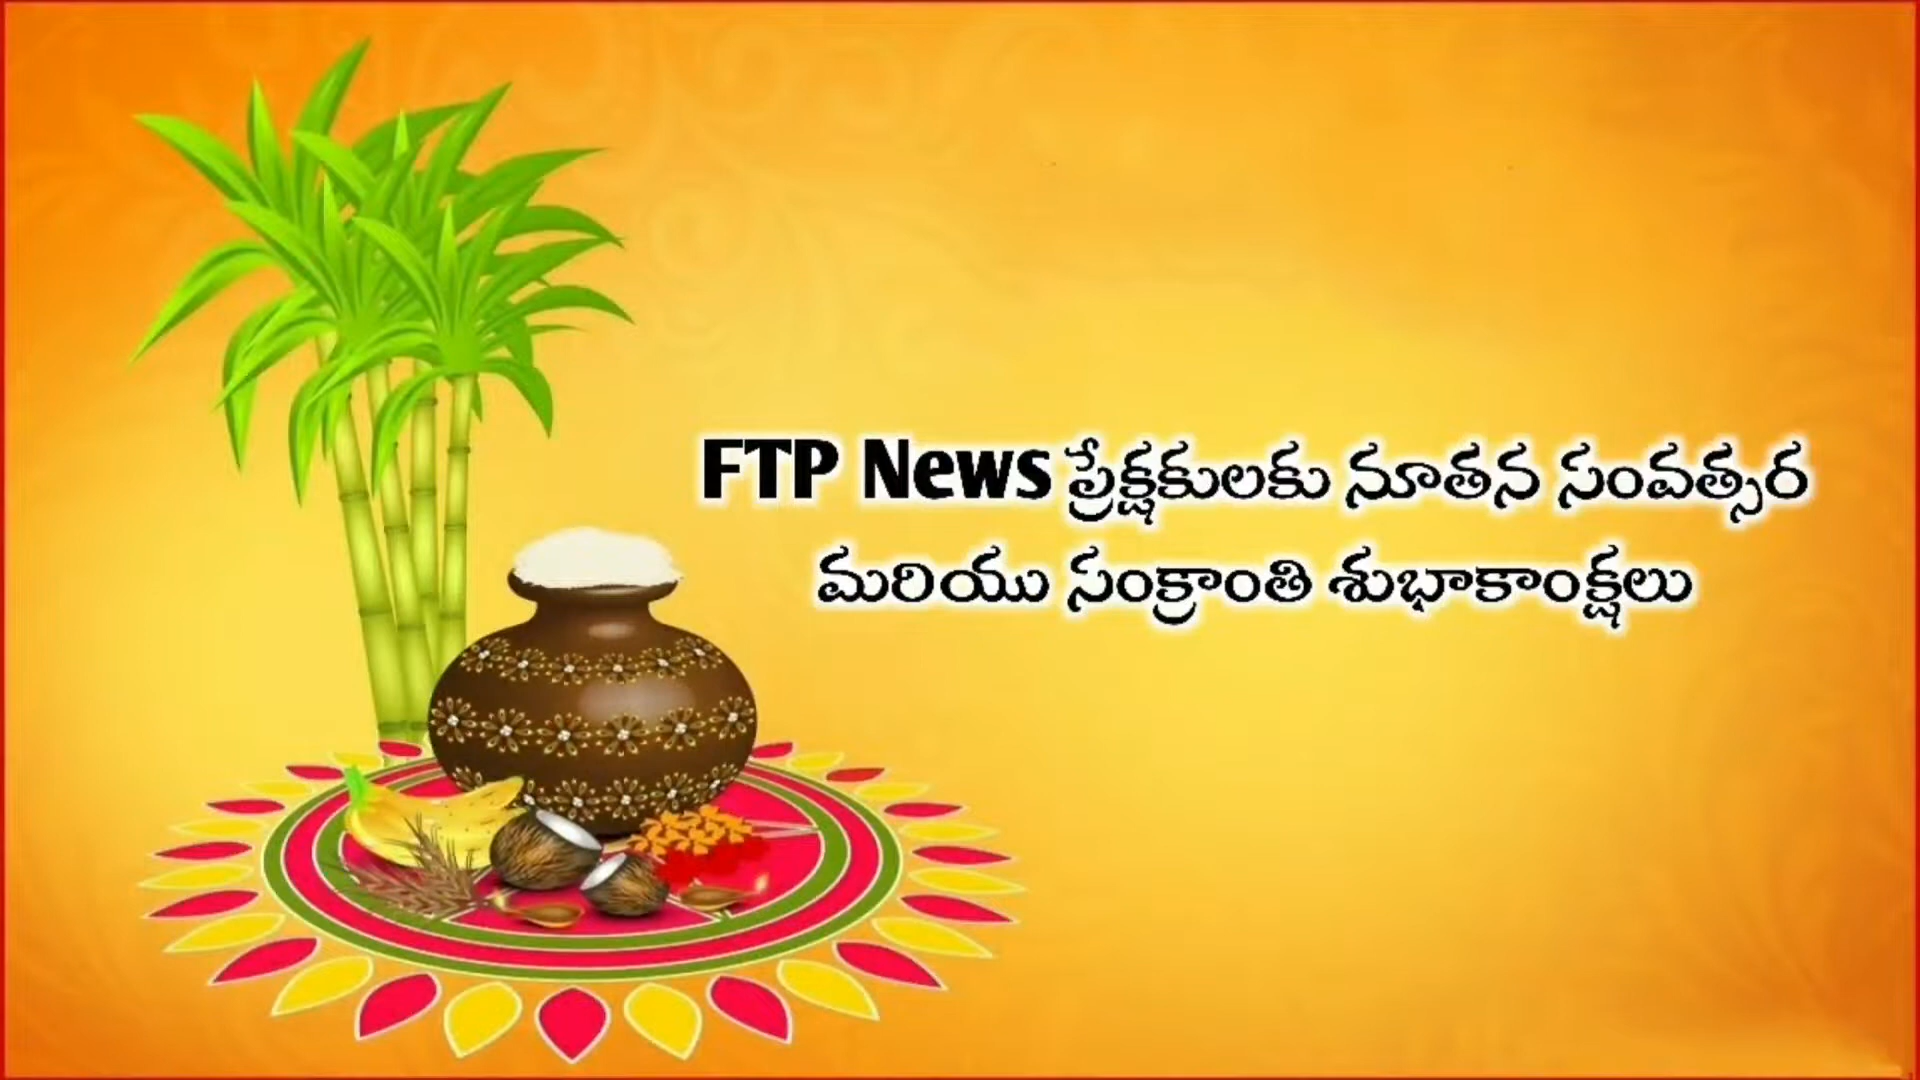 FTP News ప్రేక్షకులకు నూతన సంవత్సర
మరియు సంక్రాంతి శుభాకాంక్షలు